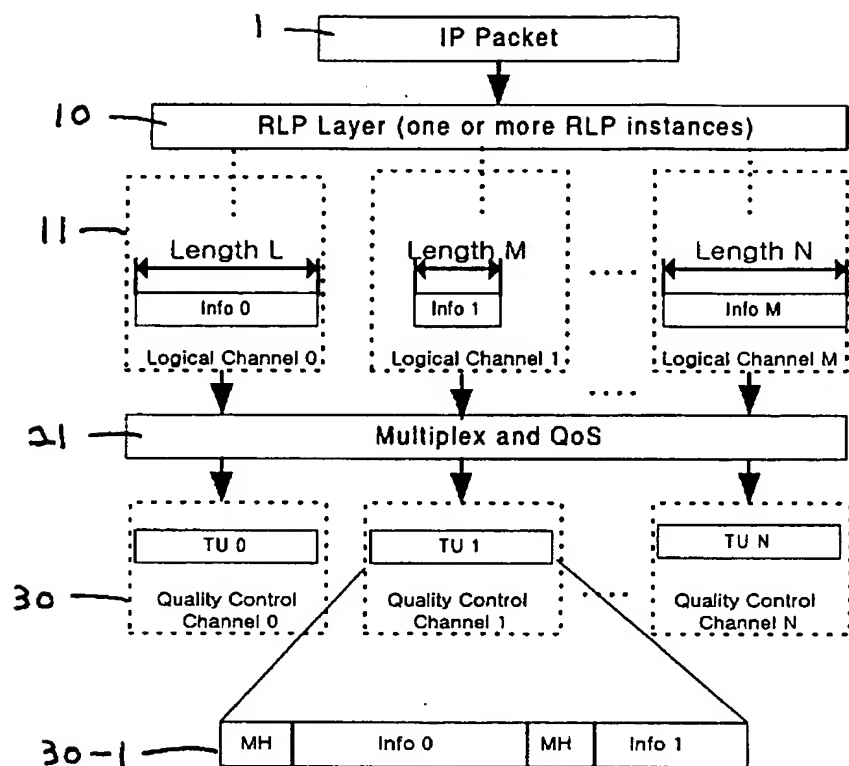 1
IP Packet
10
RLP Layer (one or more RLP instances)
11
Length L
Length M
Length N
Info 0
Info 1
Info M
Logical Channel 0
Logical Channel 1
Logical Channel M
21
Multiplex and QoS
TU 0
TU 1
TU N
30
Quality Control
Channel 0
Quality Control
Channel 1
Quality Control
Channel N
30-1
MH
Info 0
MH
Info 1